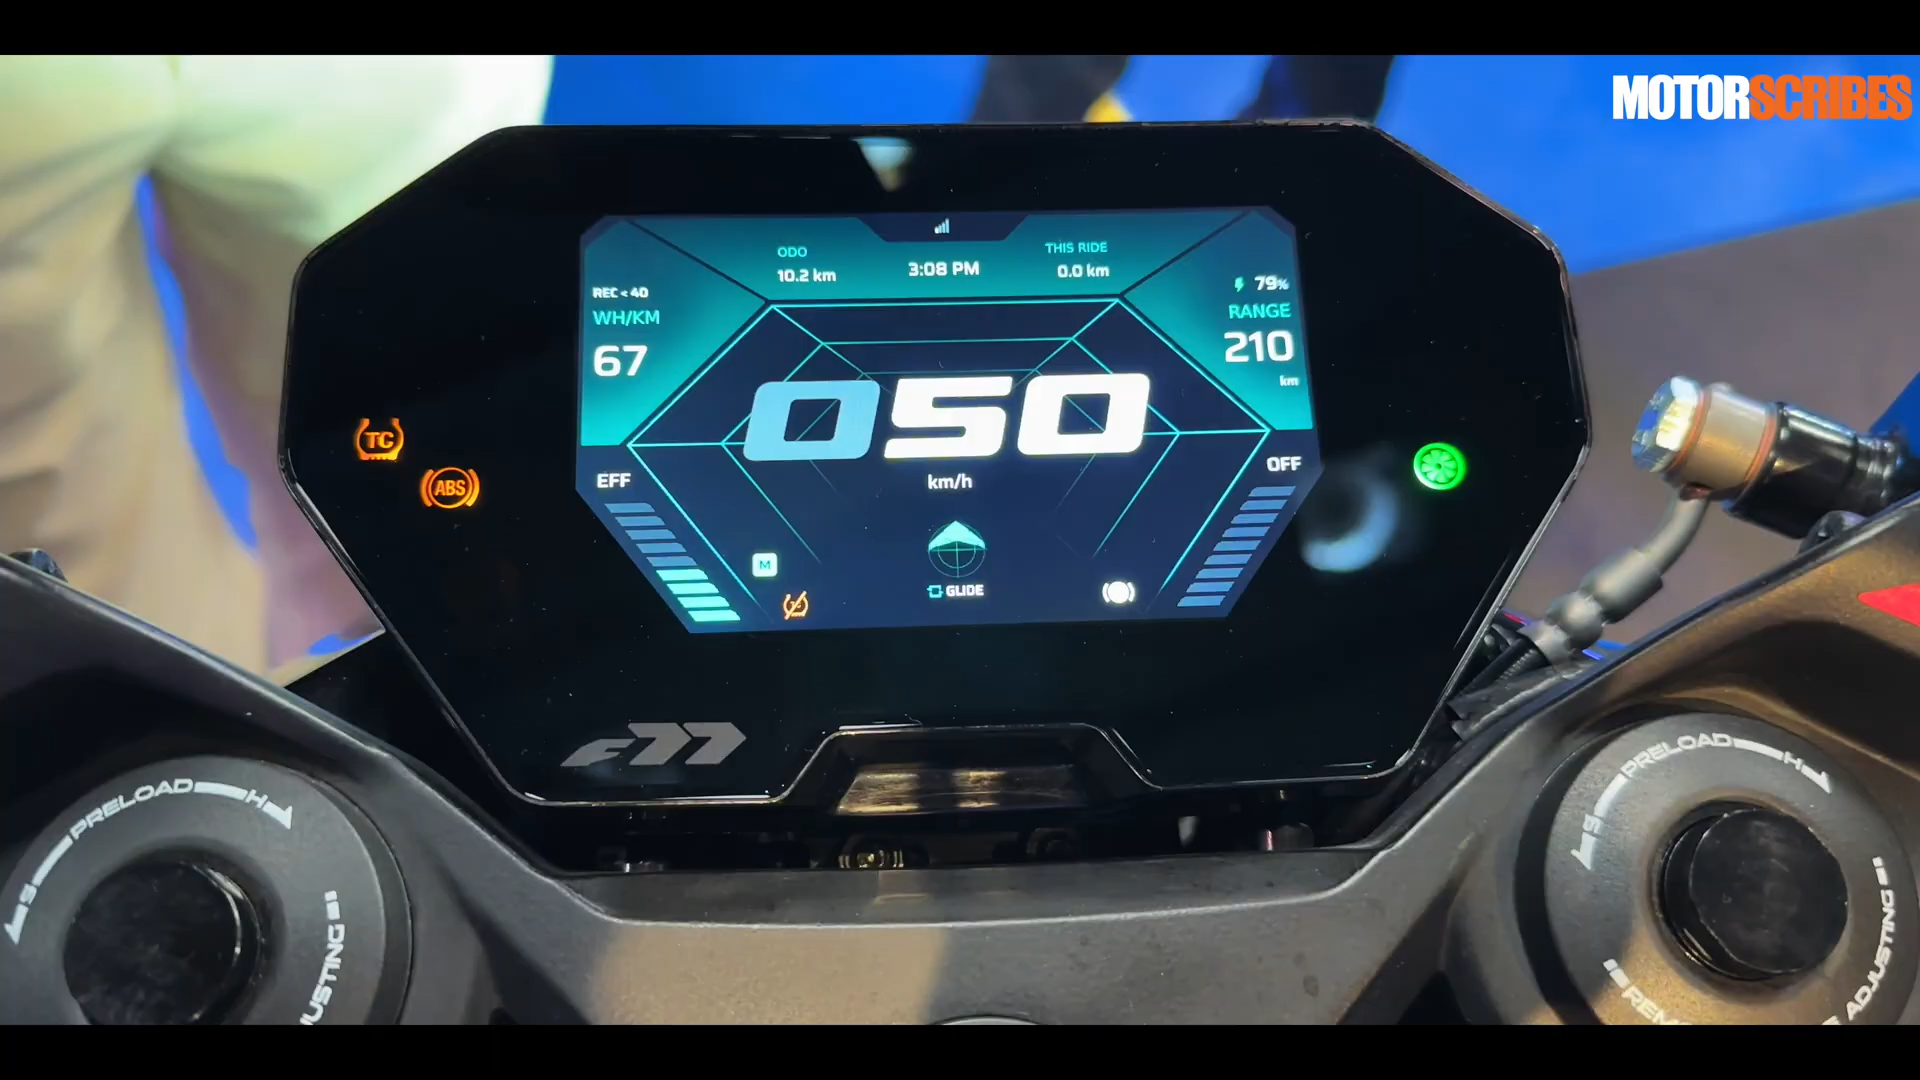 MOTORSCRIBES
ODO
10.2 km
3:08 PM
THIS RIDE
0.0 km
REC < 40
WH/KM
67
79%
RANGE
210
km
050
km/h
EFF
OFF
TC
ABS
M
GLIDE
F77
S PRELOAD H
S PRELOAD H
ADJUSTING